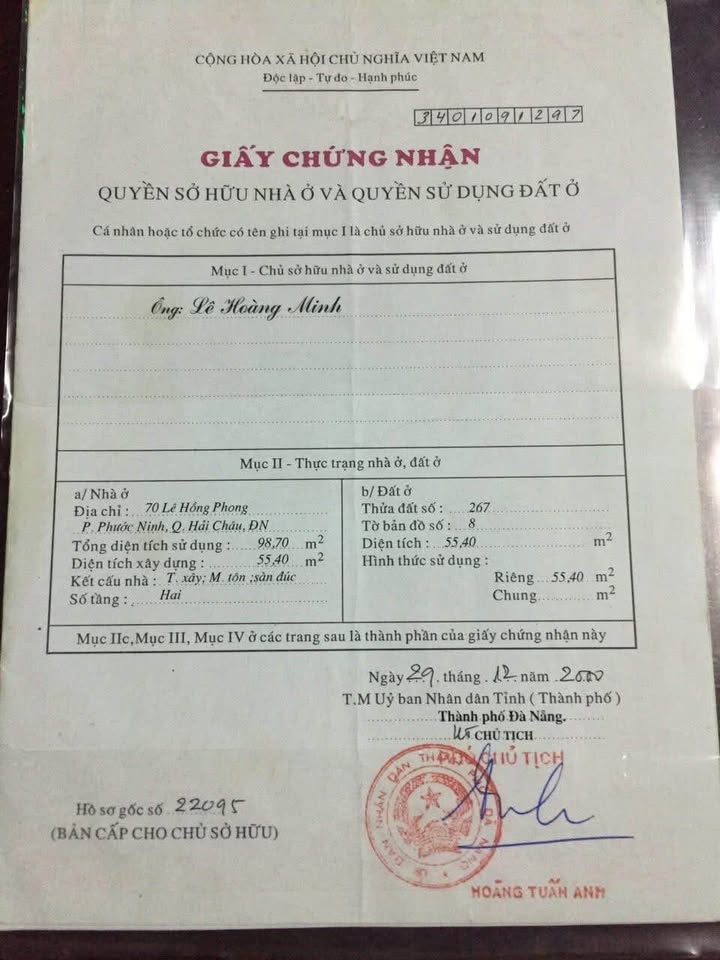 CỘNG HÒA XÃ HỘI CHỦ NGHĨA VIỆT NAM
Độc lập - Tự do - Hạnh phúc
3401091297
GIẤY CHỨNG NHẬN
QUYỀN SỞ HỮU NHÀ Ở VÀ QUYỀN SỬ DỤNG ĐẤT Ở
Cá nhân hoặc tổ chức có tên ghi tại mục I là chủ sở hữu nhà ở và sử dụng đất ở
Mục I - Chủ sở hữu nhà ở và sử dụng đất ở
Ông: Lê Hoàng Minh
Mục II - Thực trạng nhà ở, đất ở
a/ Nhà ở
Địa chỉ : 70 Lê Hồng Phong
P. Phước Ninh, Q. Hải Châu, ĐN
Tổng diện tích sử dụng : 98,70 m2
Diện tích xây dựng : 55,40 m2
Kết cấu nhà : T. xây; M. tôn ;sàn đúc
Số tầng : Hai
b/ Đất ở
Thửa đất số : 267
Tờ bản đồ số : 8
Diện tích : 55,40 m2
Hình thức sử dụng :
Riêng 55,40 m2
Chung m2
Mục IIc,Mục III, Mục IV ở các trang sau là thành phần của giấy chứng nhận này
Ngày 29 tháng 12 năm 2000
T.M Uỷ ban Nhân dân Tỉnh ( Thành phố )
Thành phố Đà Nẵng.
KT CHỦ TỊCH
PHÓ CHỦ TỊCH
HOÀNG TUẤN ANH
Hồ sơ gốc số 22095
(BẢN CẤP CHO CHỦ SỞ HỮU)